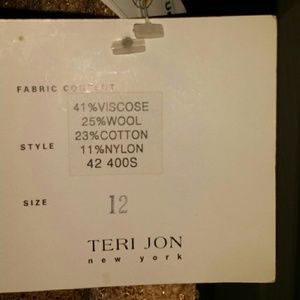 FABRIC CONTENT
41%VISCOSE
25%WOOL
23%COTTON
STYLE 11%NYLON
42 400S
SIZE 12
TERI JON
new york